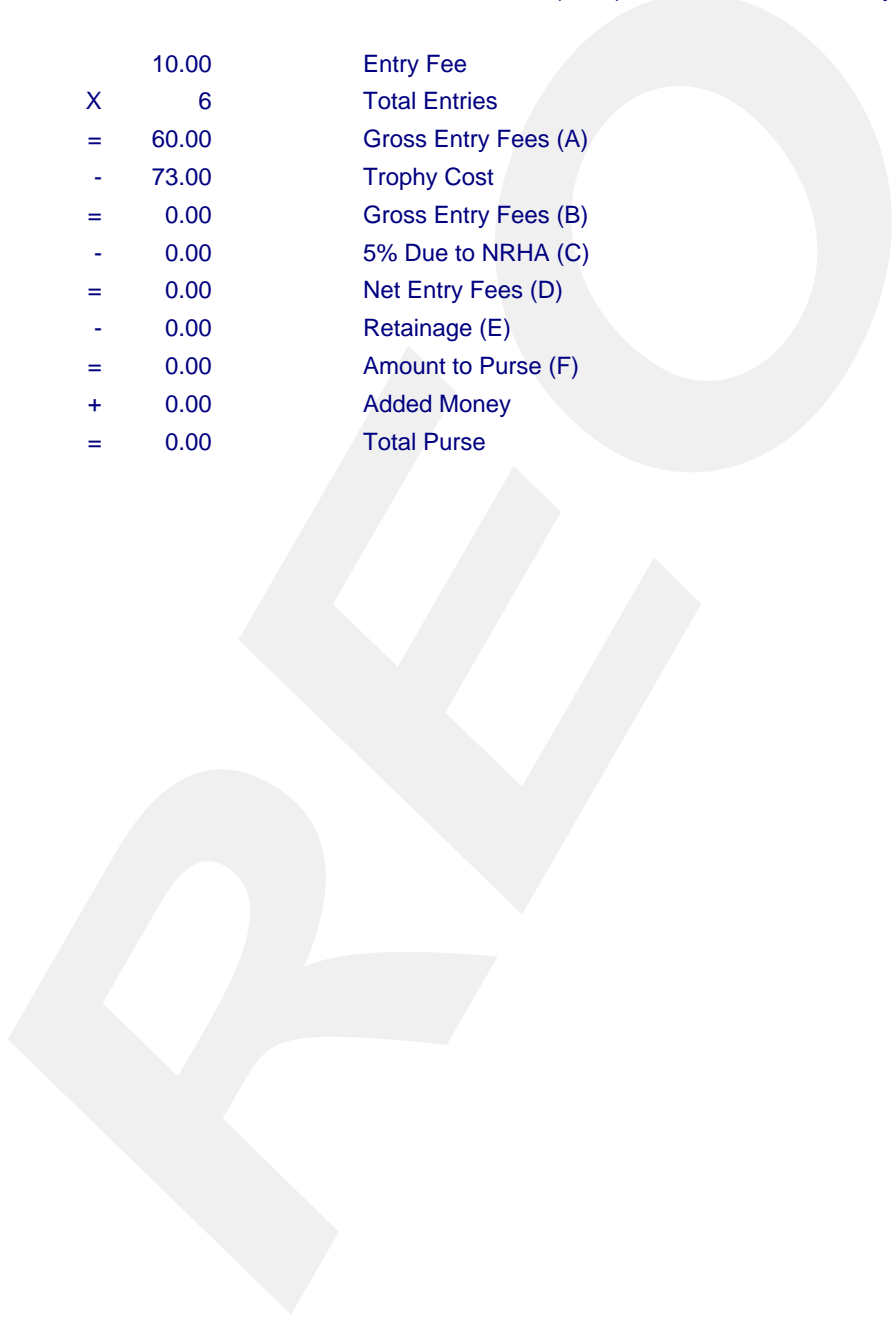 10.00 Entry Fee
X 6 Total Entries
= 60.00 Gross Entry Fees (A)
- 73.00 Trophy Cost
= 0.00 Gross Entry Fees (B)
- 0.00 5% Due to NRHA (C)
= 0.00 Net Entry Fees (D)
- 0.00 Retainage (E)
= 0.00 Amount to Purse (F)
+ 0.00 Added Money
= 0.00 Total Purse
REO